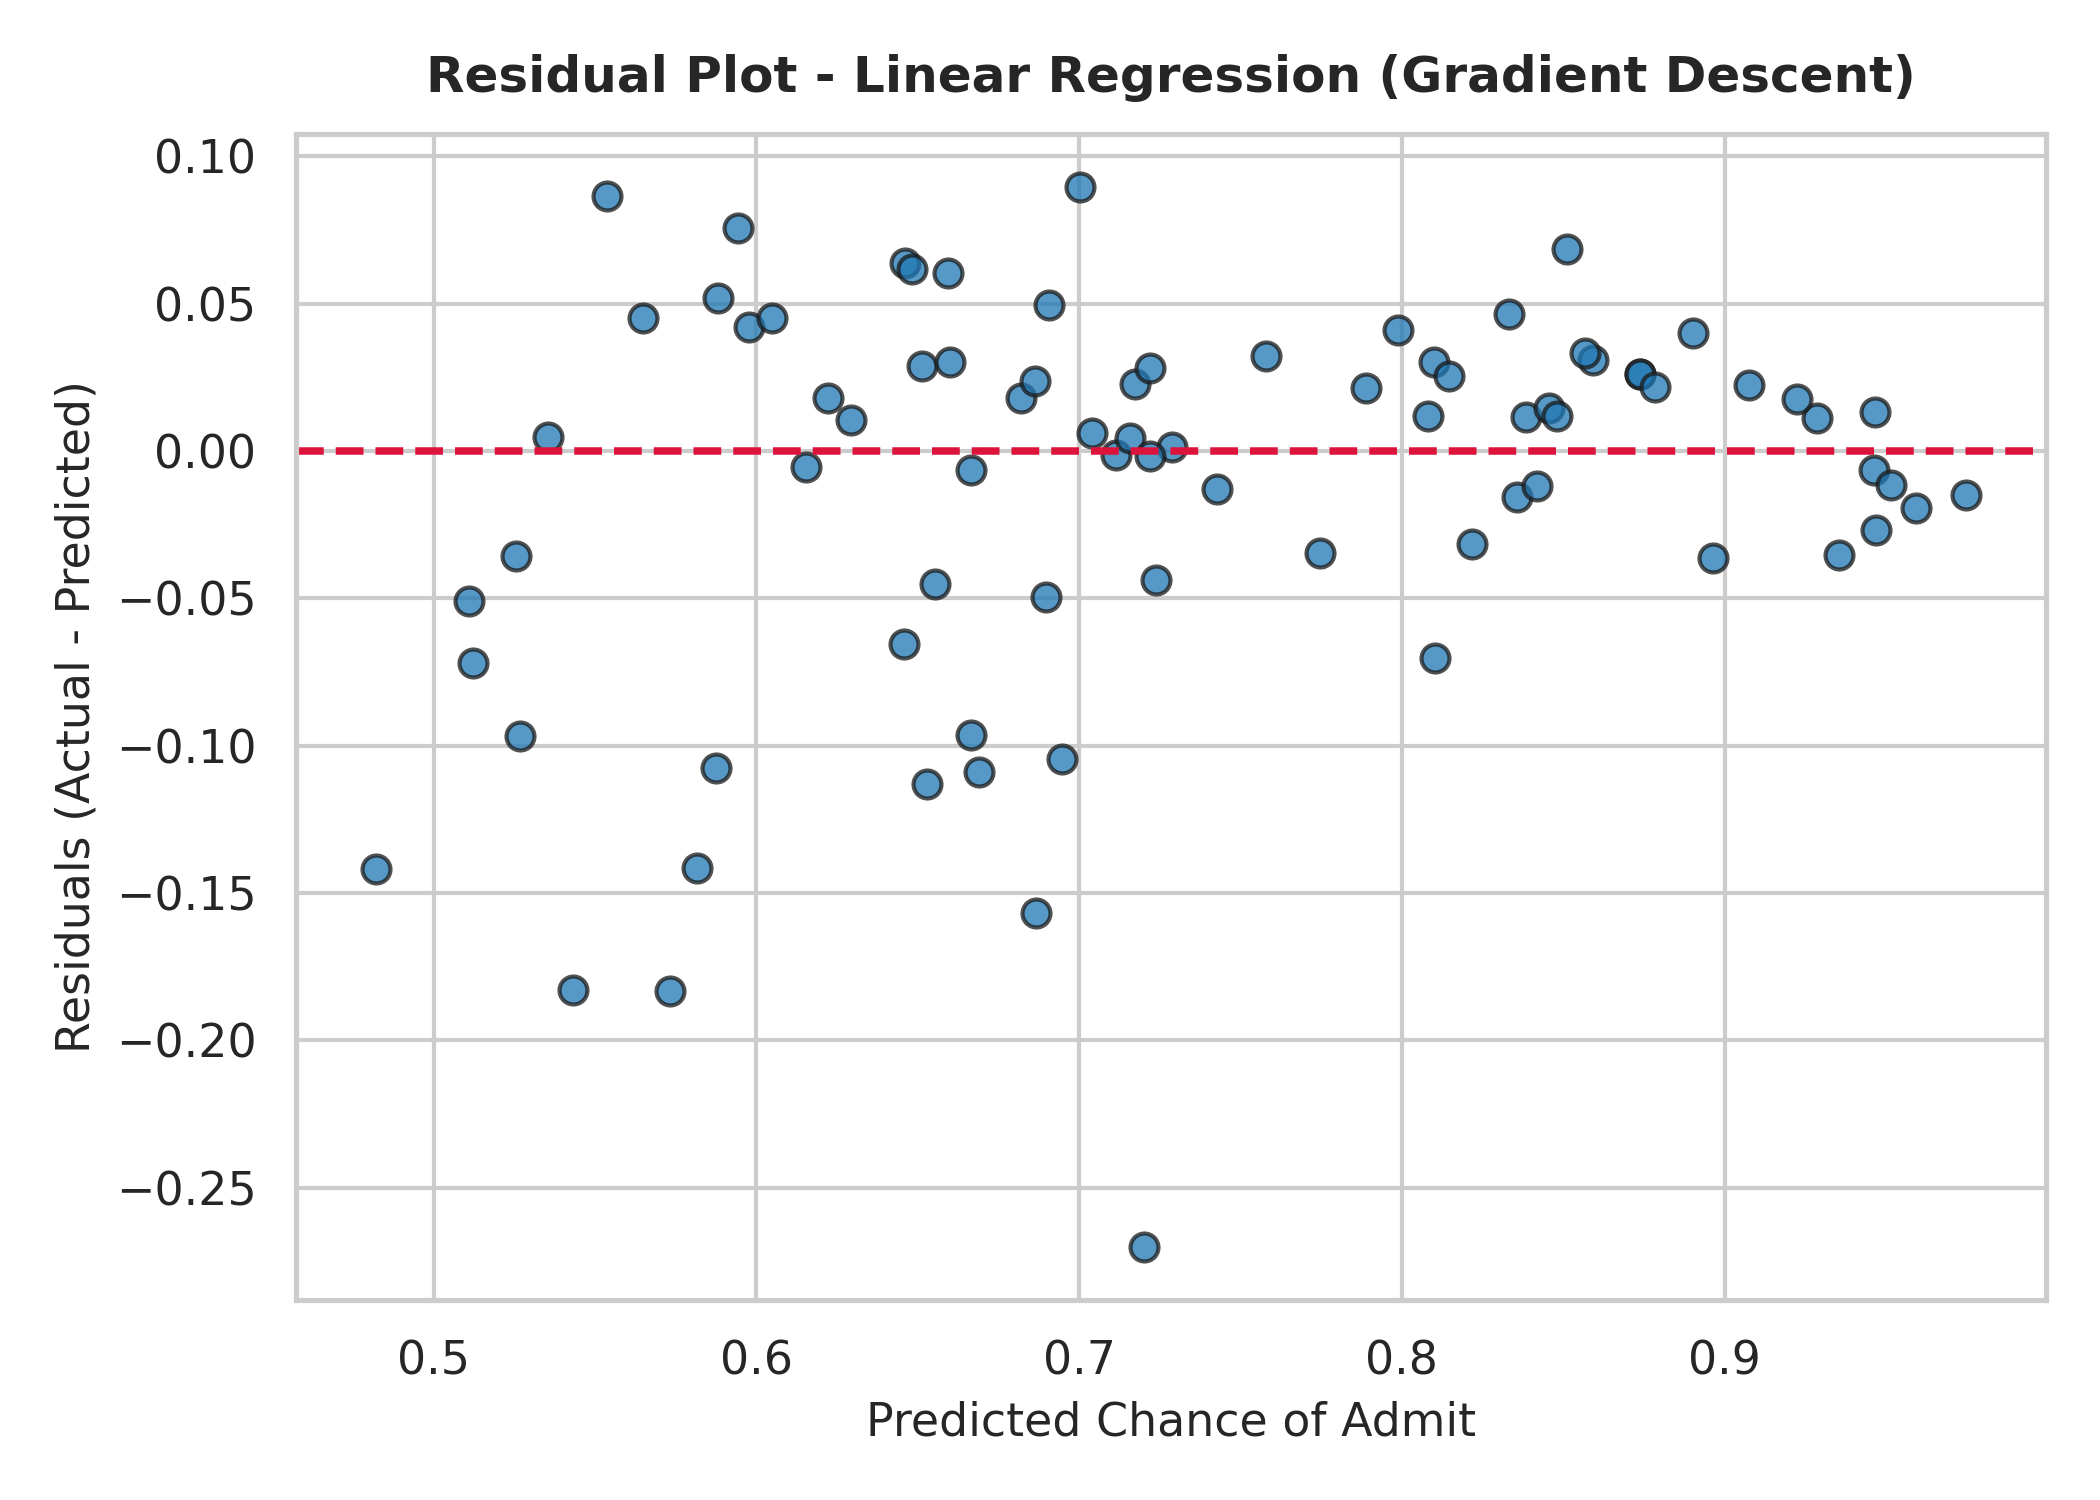 Residual Plot - Linear Regression (Gradient Descent)
0.10
0.05
0.00
−0.05
−0.10
−0.15
−0.20
−0.25
Residuals (Actual - Predicted)
0.5 0.6 0.7 0.8 0.9
Predicted Chance of Admit